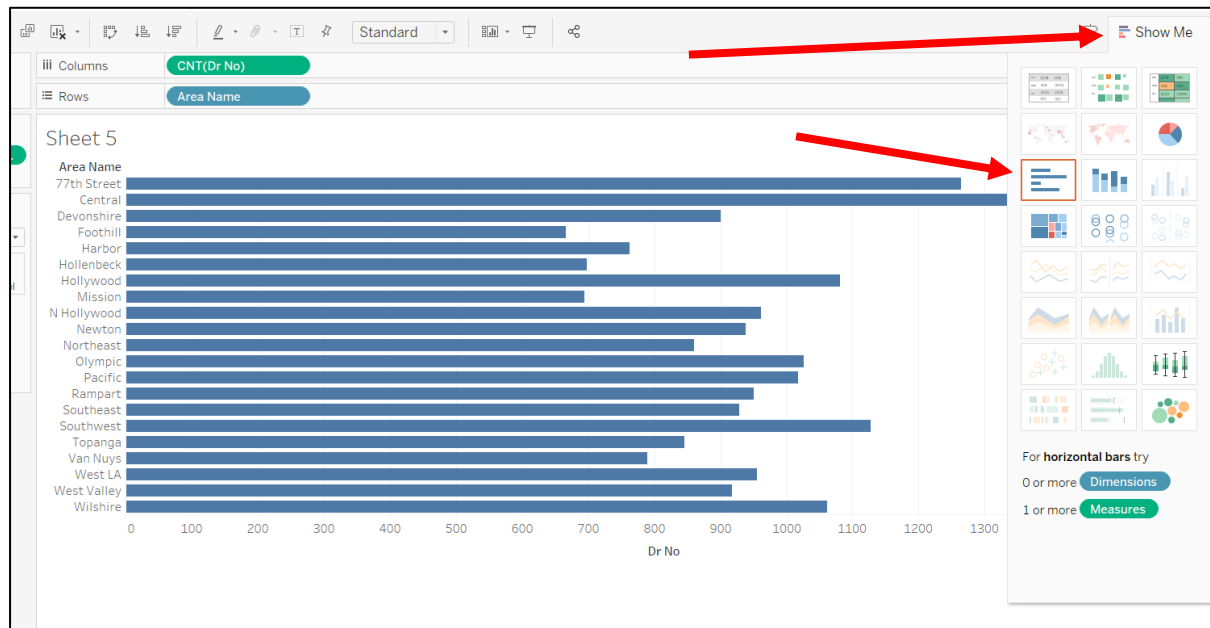 Standard
Show Me
iii Columns CNT(Dr No)
Rows Area Name
Sheet 5
Area Name
77th Street
Central
Devonshire
Foothill
Harbor
Hollenbeck
Hollywood
Mission
N Hollywood
Newton
Northeast
Olympic
Pacific
Rampart
Southeast
Southwest
Topanga
Van Nuys
West LA
West Valley
Wilshire
0 100 200 300 400 500 600 700 800 900 1000 1100 1200 1300
Dr No
For horizontal bars try
0 or more Dimensions
1 or more Measures